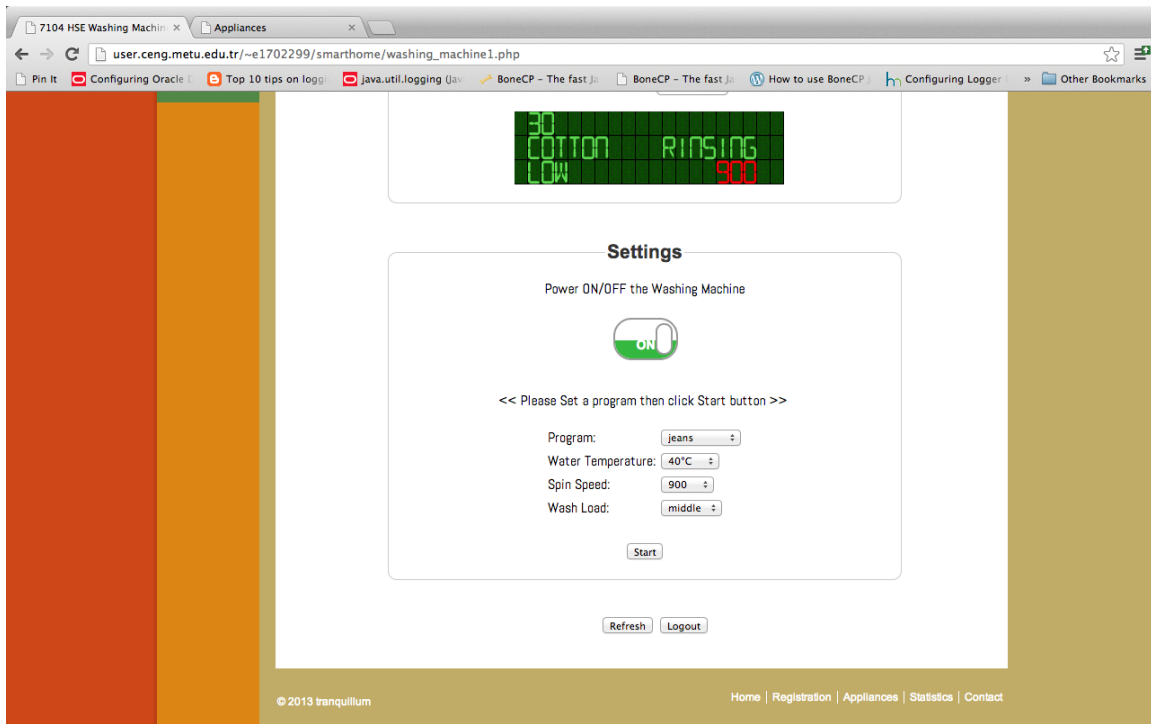 7104 HSE Washing Machin
Appliances
user.ceng.metu.edu.tr/~e1702299/smarthome/washing_machine1.php
Pin It Configuring Oracle Top 10 tips on loggi java.util.logging (Jav BoneCP – The fast Ja BoneCP – The fast Ja How to use BoneCP Configuring Logger » Other Bookmarks
30
COTTON RINSING
LOW 900
Settings
Power ON/OFF the Washing Machine
ON
<< Please Set a program then click Start button >>
Program: jeans
Water Temperature: 40°C
Spin Speed: 900
Wash Load: middle
Start
Refresh Logout
© 2013 tranquillum
Home | Registration | Appliances | Statistics | Contact